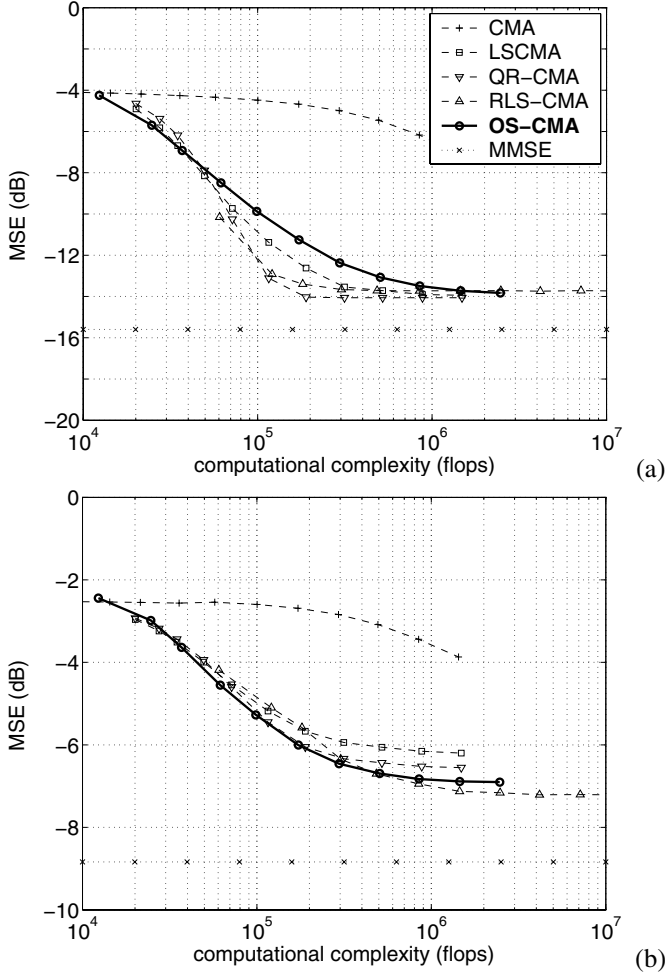 0
−4
−8
−12
−16
−20
MSE (dB)
CMA
LSCMA
QR−CMA
RLS−CMA
OS−CMA
MMSE
10^4
10^5
10^6
10^7
computational complexity (flops)
(a)
0
−2
−4
−6
−8
−10
MSE (dB)
10^4
10^5
10^6
10^7
computational complexity (flops)
(b)